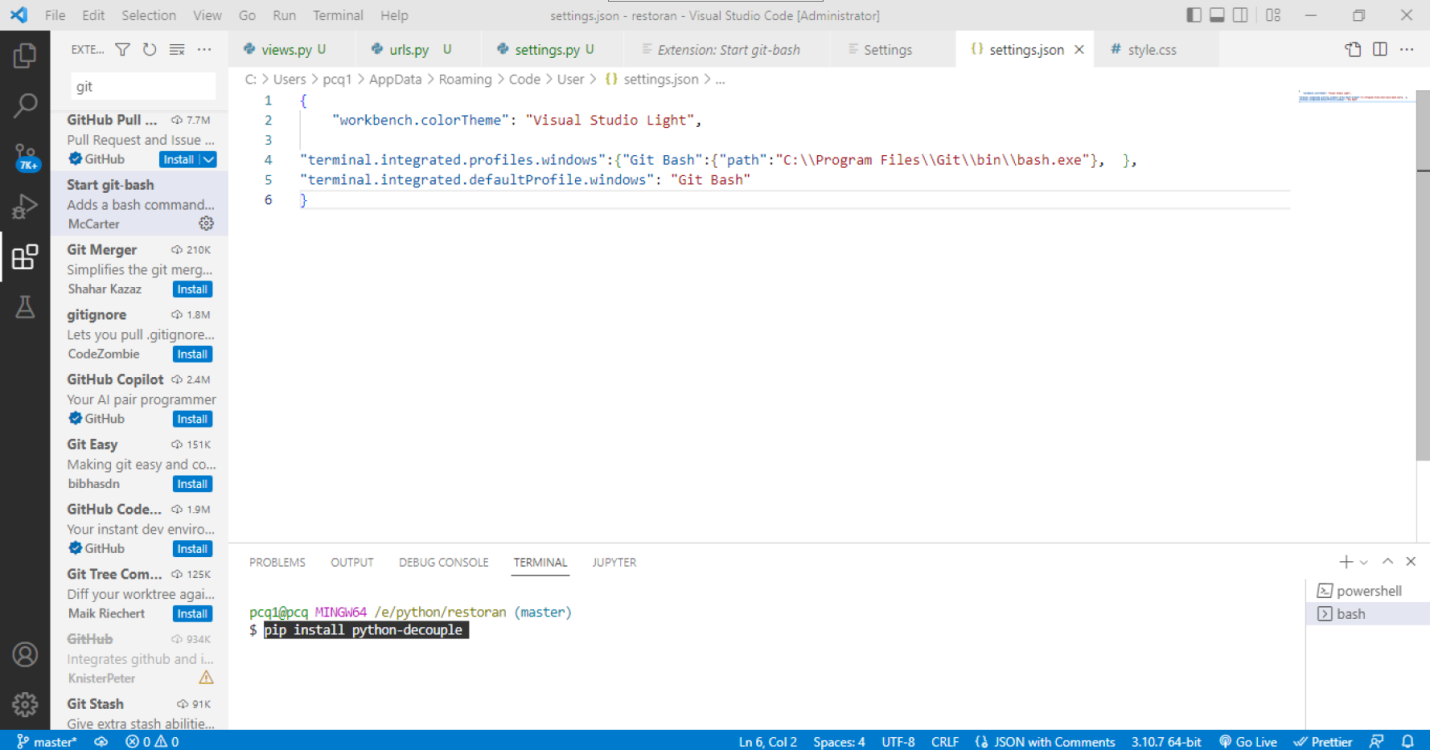 File Edit Selection View Go Run Terminal Help settings.json - restoran - Visual Studio Code [Administrator]
EXTE...
views.py U urls.py U settings.py U Extension: Start git-bash Settings {} settings.json # style.css
git
C: > Users > pcq1 > AppData > Roaming > Code > User > {} settings.json > ...
1 {
2 "workbench.colorTheme": "Visual Studio Light",
3
4 "terminal.integrated.profiles.windows":{"Git Bash":{"path":"C:\\Program Files\\Git\\bin\\bash.exe"}, },
5 "terminal.integrated.defaultProfile.windows": "Git Bash"
6 }
GitHub Pull ... 7.7M
Pull Request and Issue ...
GitHub Install
7K+
Start git-bash
Adds a bash command...
McCarter
Git Merger 210K
Simplifies the git merg...
Shahar Kazaz Install
gitignore 1.8M
Lets you pull .gitignore...
CodeZombie Install
GitHub Copilot 2.4M
Your AI pair programmer
GitHub Install
Git Easy 151K
Making git easy and co...
bibhasdn Install
GitHub Code... 1.9M
Your instant dev enviro...
GitHub Install
Git Tree Com... 125K
Diff your worktree agai...
Maik Riechert Install
GitHub 934K
Integrates github and i...
KnisterPeter
Git Stash 91K
Give extra stash abilitie...
PROBLEMS OUTPUT DEBUG CONSOLE TERMINAL JUPYTER
powershell
bash
pcq1@pcq MINGW64 /e/python/restoran (master)
$ pip install python-decouple
master* 0 0 Ln 6, Col 2 Spaces: 4 UTF-8 CRLF {} JSON with Comments 3.10.7 64-bit Go Live Prettier